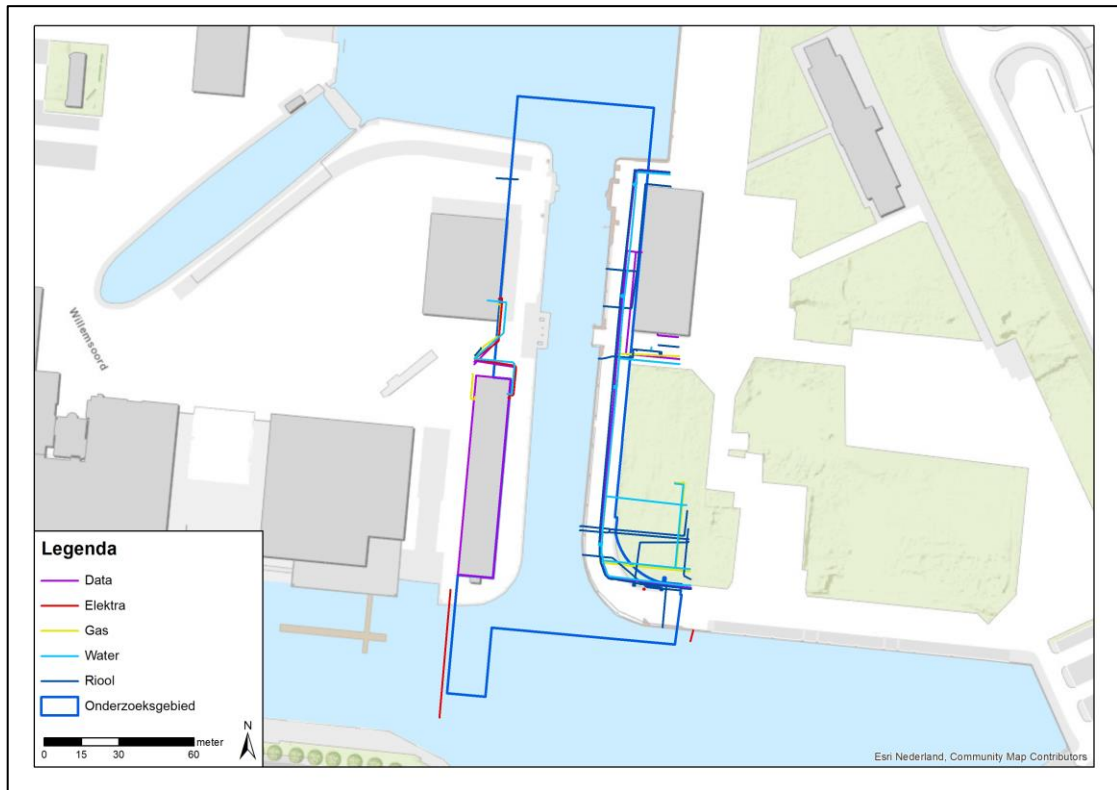 Willemsoord
Legenda
Data
Elektra
Gas
Water
Riool
Onderzoeksgebied
N
meter
0 15 30 60
Esri Nederland, Community Map Contributors